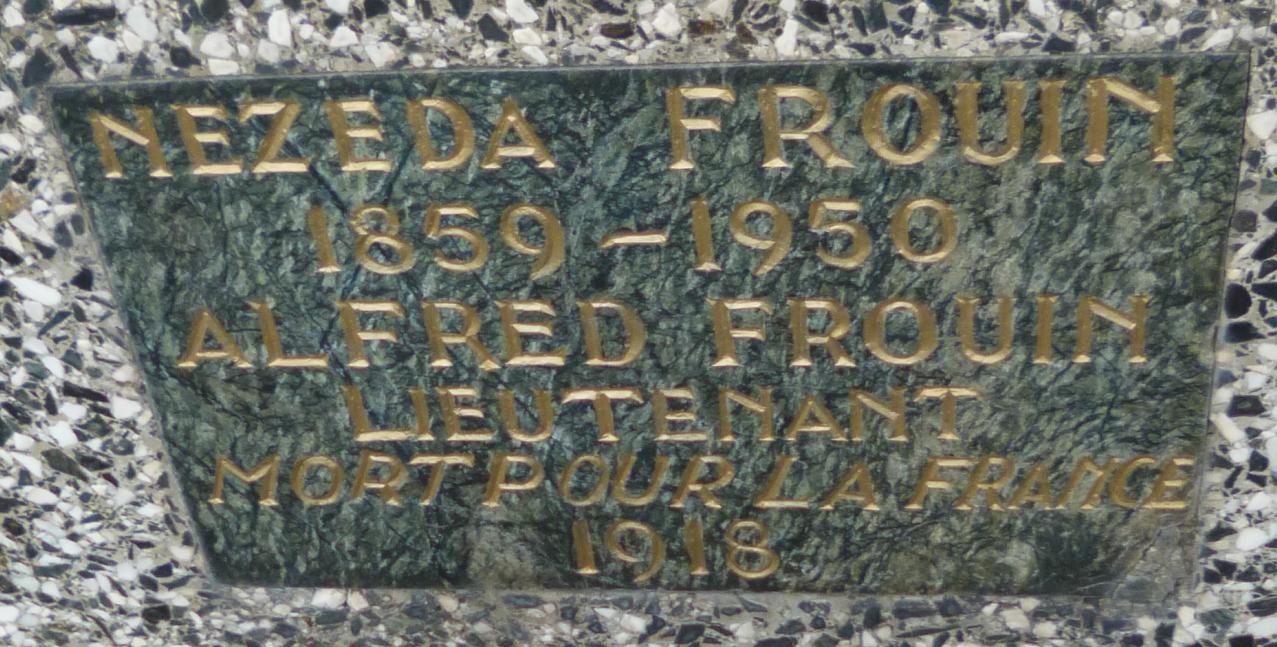 NEZEDA FROUIN
1859-1950
ALFRED FROUIN
LIEUTENANT
MORT POUR LA FRANCE
1918